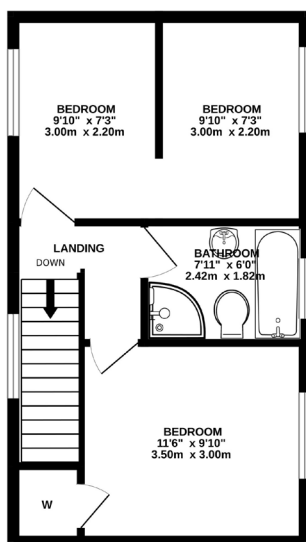 BEDROOM
9'10" x 7'3"
3.00m x 2.20m
BEDROOM
9'10" x 7'3"
3.00m x 2.20m
LANDING
DOWN
BATHROOM
7'11" x 6'0"
2.42m x 1.82m
BEDROOM
11'6" x 9'10"
3.50m x 3.00m
W